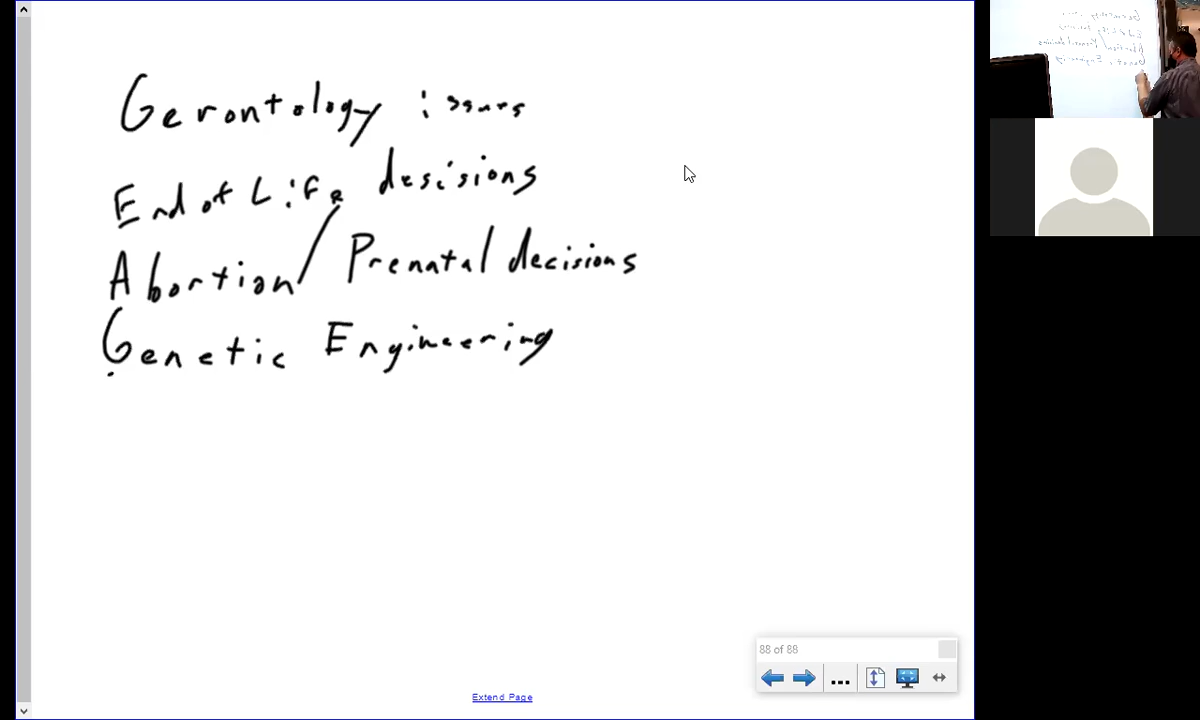 Gerontology issues
End of Life desisions
Abortion / Prenatal decisions
Genetic Engineering
88 of 88
...
Extend Page